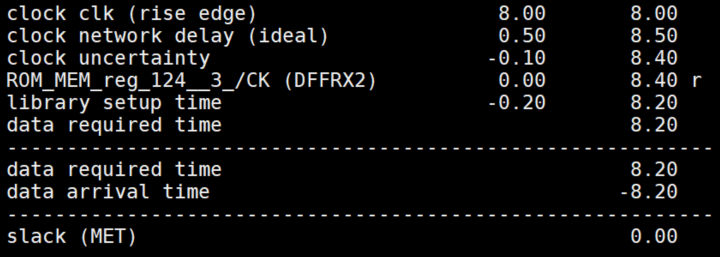 clock clk (rise edge) 8.00 8.00
clock network delay (ideal) 0.50 8.50
clock uncertainty -0.10 8.40
ROM_MEM_reg_124__3_/CK (DFFRX2) 0.00 8.40 r
library setup time -0.20 8.20
data required time 8.20
------------------------------------------------------------
data required time 8.20
data arrival time -8.20
------------------------------------------------------------
slack (MET) 0.00